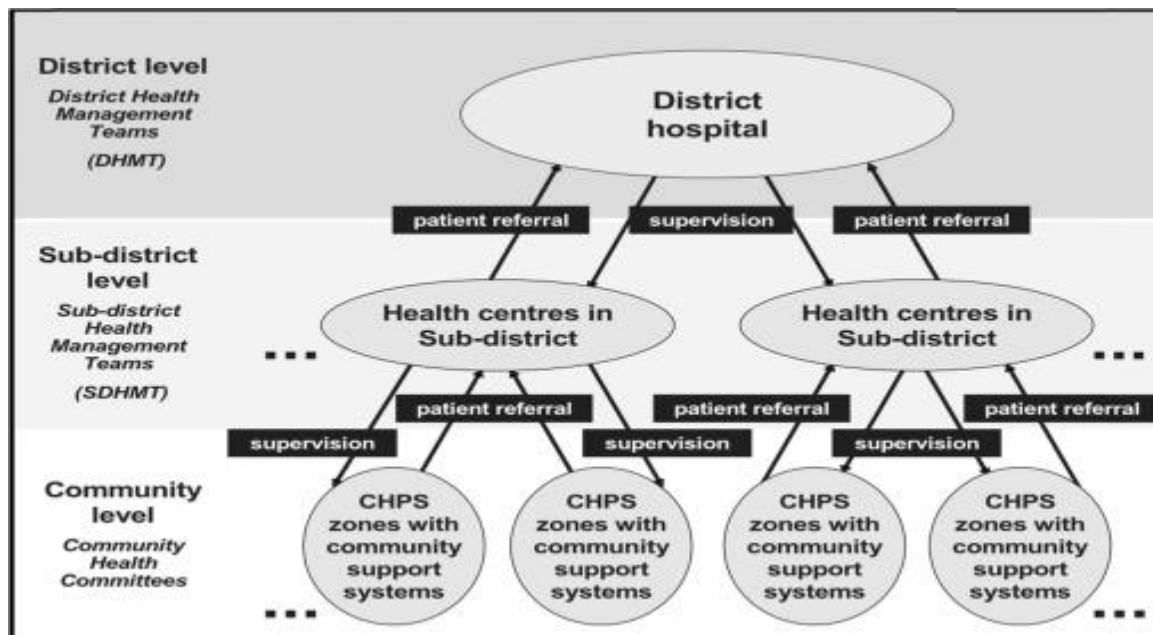 District level
District Health
Management
Teams
(DHMT)
District
hospital
patient referral
supervision
patient referral
Sub-district
level
Sub-district
Health
Management
Teams
(SDHMT)
...
Health centres in
Sub-district
Health centres in
Sub-district
...
patient referral
patient referral
patient referral
supervision
supervision
supervision
Community
level
Community
Health
Committees
...
CHPS
zones with
community
support
systems
CHPS
zones with
community
support
systems
CHPS
zones with
community
support
systems
CHPS
zones with
community
support
systems
...